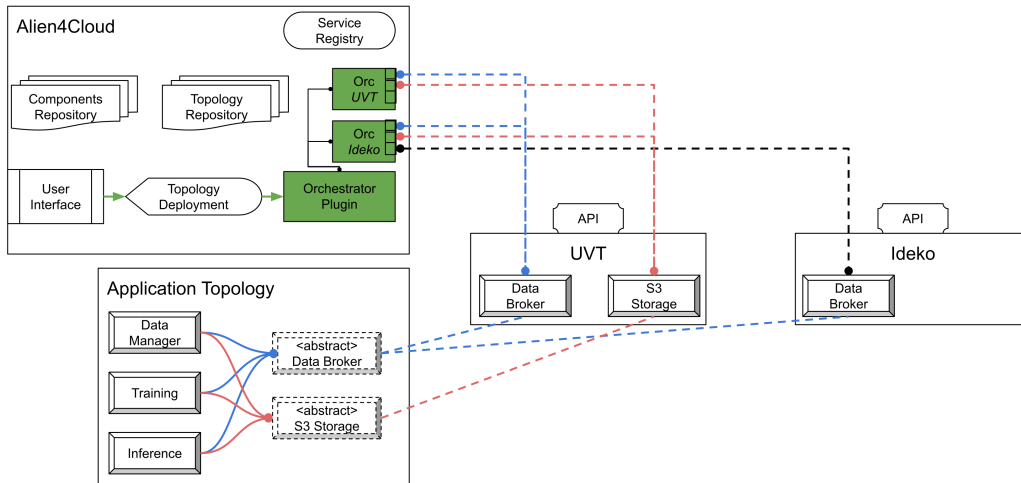 Alien4Cloud
Service
Registry
Components
Repository
Topology
Repository
Orc
UVT
Orc
Ideko
User
Interface
Topology
Deployment
Orchestrator
Plugin
API
UVT
Data
Broker
S3
Storage
API
Ideko
Data
Broker
Application Topology
Data
Manager
Training
Inference
<abstract>
Data Broker
<abstract>
S3 Storage